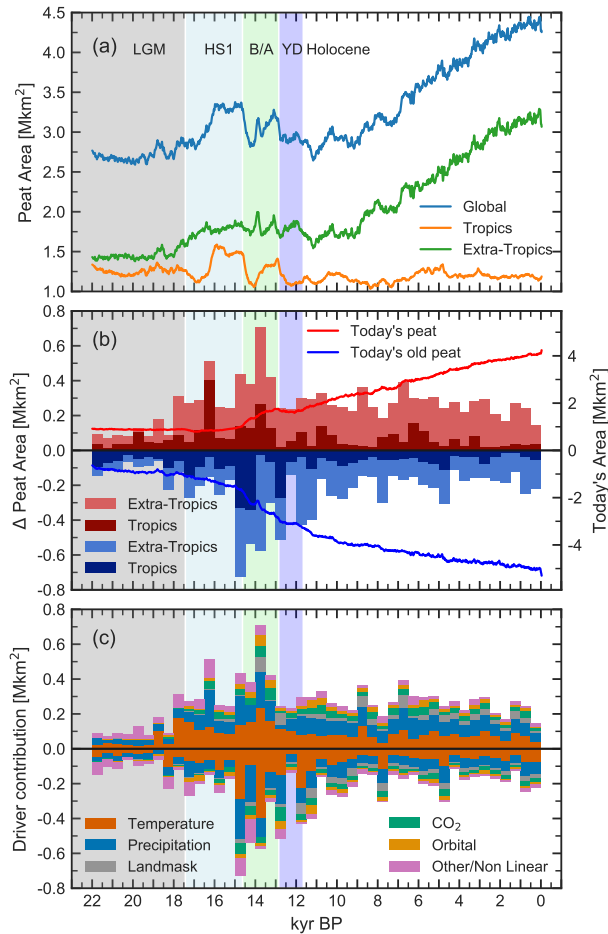 (a)
LGM HS1 B/A YD Holocene
4.5
4.0
3.5
3.0
2.5
2.0
1.5
1.0
Peat Area [Mkm²]
Global
Tropics
Extra-Tropics
(b)
Today's peat
Today's old peat
0.8
0.6
0.4
0.2
0.0
-0.2
-0.4
-0.6
-0.8
Δ Peat Area [Mkm²]
4
2
0
-2
-4
Today's Area [Mkm²]
Extra-Tropics
Tropics
Extra-Tropics
Tropics
(c)
0.8
0.6
0.4
0.2
0.0
-0.2
-0.4
-0.6
-0.8
Driver contribution [Mkm²]
Temperature
Precipitation
Landmask
CO₂
Orbital
Other/Non Linear
22 20 18 16 14 12 10 8 6 4 2 0
kyr BP